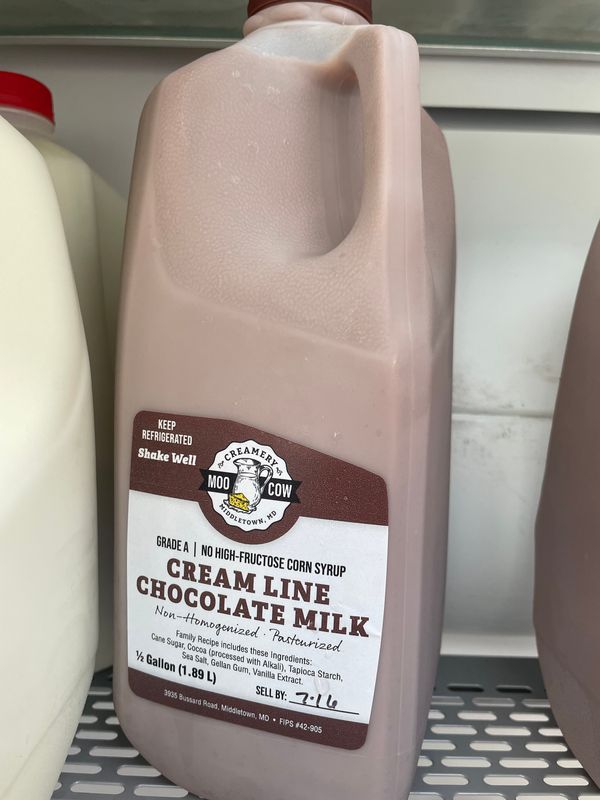 KEEP
REFRIGERATED
Shake Well
CREAMERY
MOO COW
MIDDLETOWN, MD
GRADE A | NO HIGH-FRUCTOSE CORN SYRUP
CREAM LINE
CHOCOLATE MILK
Non-Homogenized · Pasteurized
Family Recipe includes these Ingredients:
Cane Sugar, Cocoa (processed with Alkali), Tapioca Starch,
Sea Salt, Gellan Gum, Vanilla Extract.
½ Gallon (1.89 L)
SELL BY: 7-16
3935 Bussard Road, Middletown, MD • FIPS #42-905